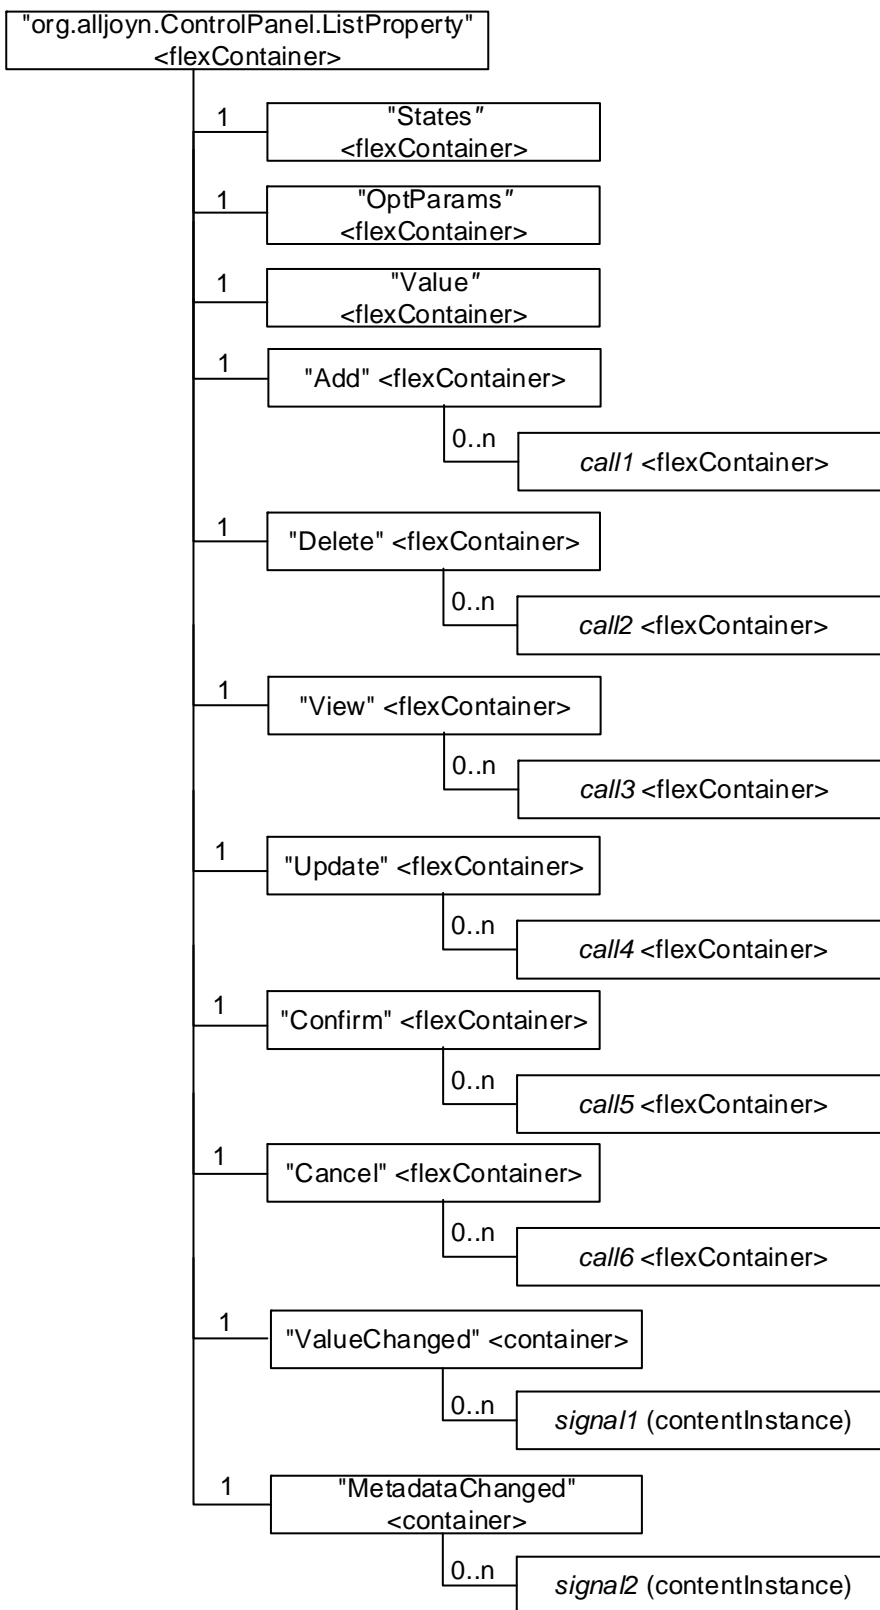 "org.alljoyn.ControlPanel.ListProperty"
<flexContainer>
1
"States"
<flexContainer>
1
"OptParams"
<flexContainer>
1
"Value"
<flexContainer>
1
"Add" <flexContainer>
0..n
call1 <flexContainer>
1
"Delete" <flexContainer>
0..n
call2 <flexContainer>
1
"View" <flexContainer>
0..n
call3 <flexContainer>
1
"Update" <flexContainer>
0..n
call4 <flexContainer>
1
"Confirm" <flexContainer>
0..n
call5 <flexContainer>
1
"Cancel" <flexContainer>
0..n
call6 <flexContainer>
1
"ValueChanged" <container>
0..n
signal1 (contentInstance)
1
"MetadataChanged"
<container>
0..n
signal2 (contentInstance)